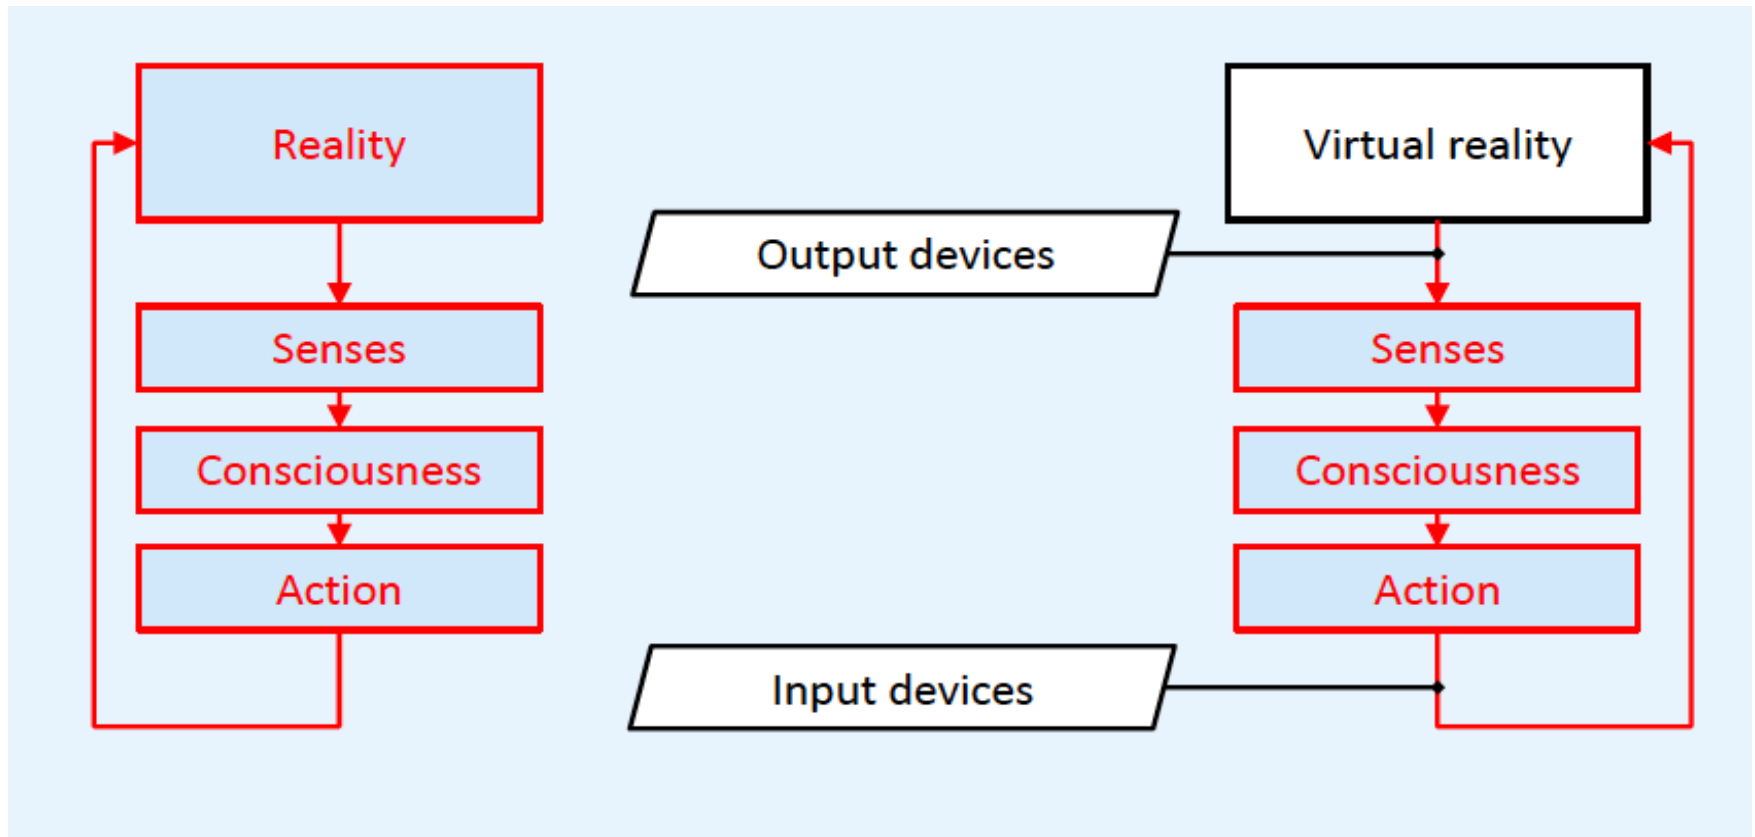 Reality
Senses
Consciousness
Action
Output devices
Input devices
Virtual reality
Senses
Consciousness
Action